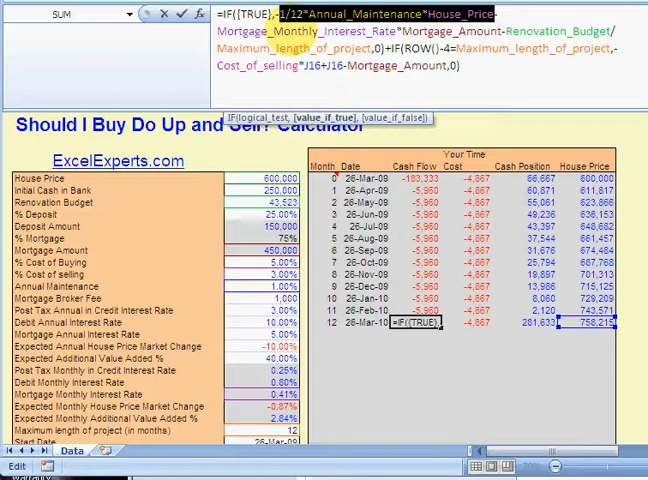 SUM
=IF({TRUE},-1/12*Annual_Maintenance*House_Price-
Mortgage_Monthly_Interest_Rate*Mortgage_Amount-Renovation_Budget/
Maximum_length_of_project,0)+IF(ROW()-4=Maximum_length_of_project,-
Cost_of_selling*J16+J16-Mortgage_Amount,0)
IF(logical_test, [value_if_true], [value_if_false])
Should I Buy Do Up and Sell? Calculator
ExcelExperts.com
House Price 600,000
Initial Cash in Bank 250,000
Renovation Budget 43,523
% Deposit 25.00%
Deposit Amount 150,000
% Mortgage 75%
Mortgage Amount 450,000
% Cost of Buying 5.00%
% Cost of selling 3.00%
Annual Maintenance 1.00%
Mortgage Broker Fee 1,000
Post Tax Annual in Credit Interest Rate 3.00%
Debit Annual Interest Rate 10.00%
Mortgage Annual Interest Rate 5.00%
Expected Annual House Price Market Change -10.00%
Expected Additional Value Added % 40.00%
Post Tax Monthly in Credit Interest Rate 0.25%
Debit Monthly Interest Rate 0.80%
Mortgage Monthly Interest Rate 0.41%
Expected Monthly House Price Market Change -0.87%
Expected Monthly Additional Value Added % 2.84%
Maximum length of project (in months) 12
Start Date 26-Mar-09
Your Time
Month Date Cash Flow Cost Cash Position House Price
0 26-Mar-09 -183,333 -4,867 66,667 600,000
1 26-Apr-09 -5,960 -4,867 60,871 611,817
2 26-May-09 -5,960 -4,867 55,061 623,866
3 26-Jun-09 -5,960 -4,867 49,236 636,153
4 26-Jul-09 -5,960 -4,867 43,397 648,682
5 26-Aug-09 -5,960 -4,867 37,544 661,457
6 26-Sep-09 -5,960 -4,867 31,676 674,484
7 26-Oct-09 -5,960 -4,867 25,794 687,768
8 26-Nov-09 -5,960 -4,867 19,897 701,313
9 26-Dec-09 -5,960 -4,867 13,986 715,125
10 26-Jan-10 -5,960 -4,867 8,060 729,209
11 26-Feb-10 -5,960 -4,867 2,120 743,571
12 26-Mar-10 =IF({TRUE}, -4,867 281,633 758,215
Data
Edit
warranty